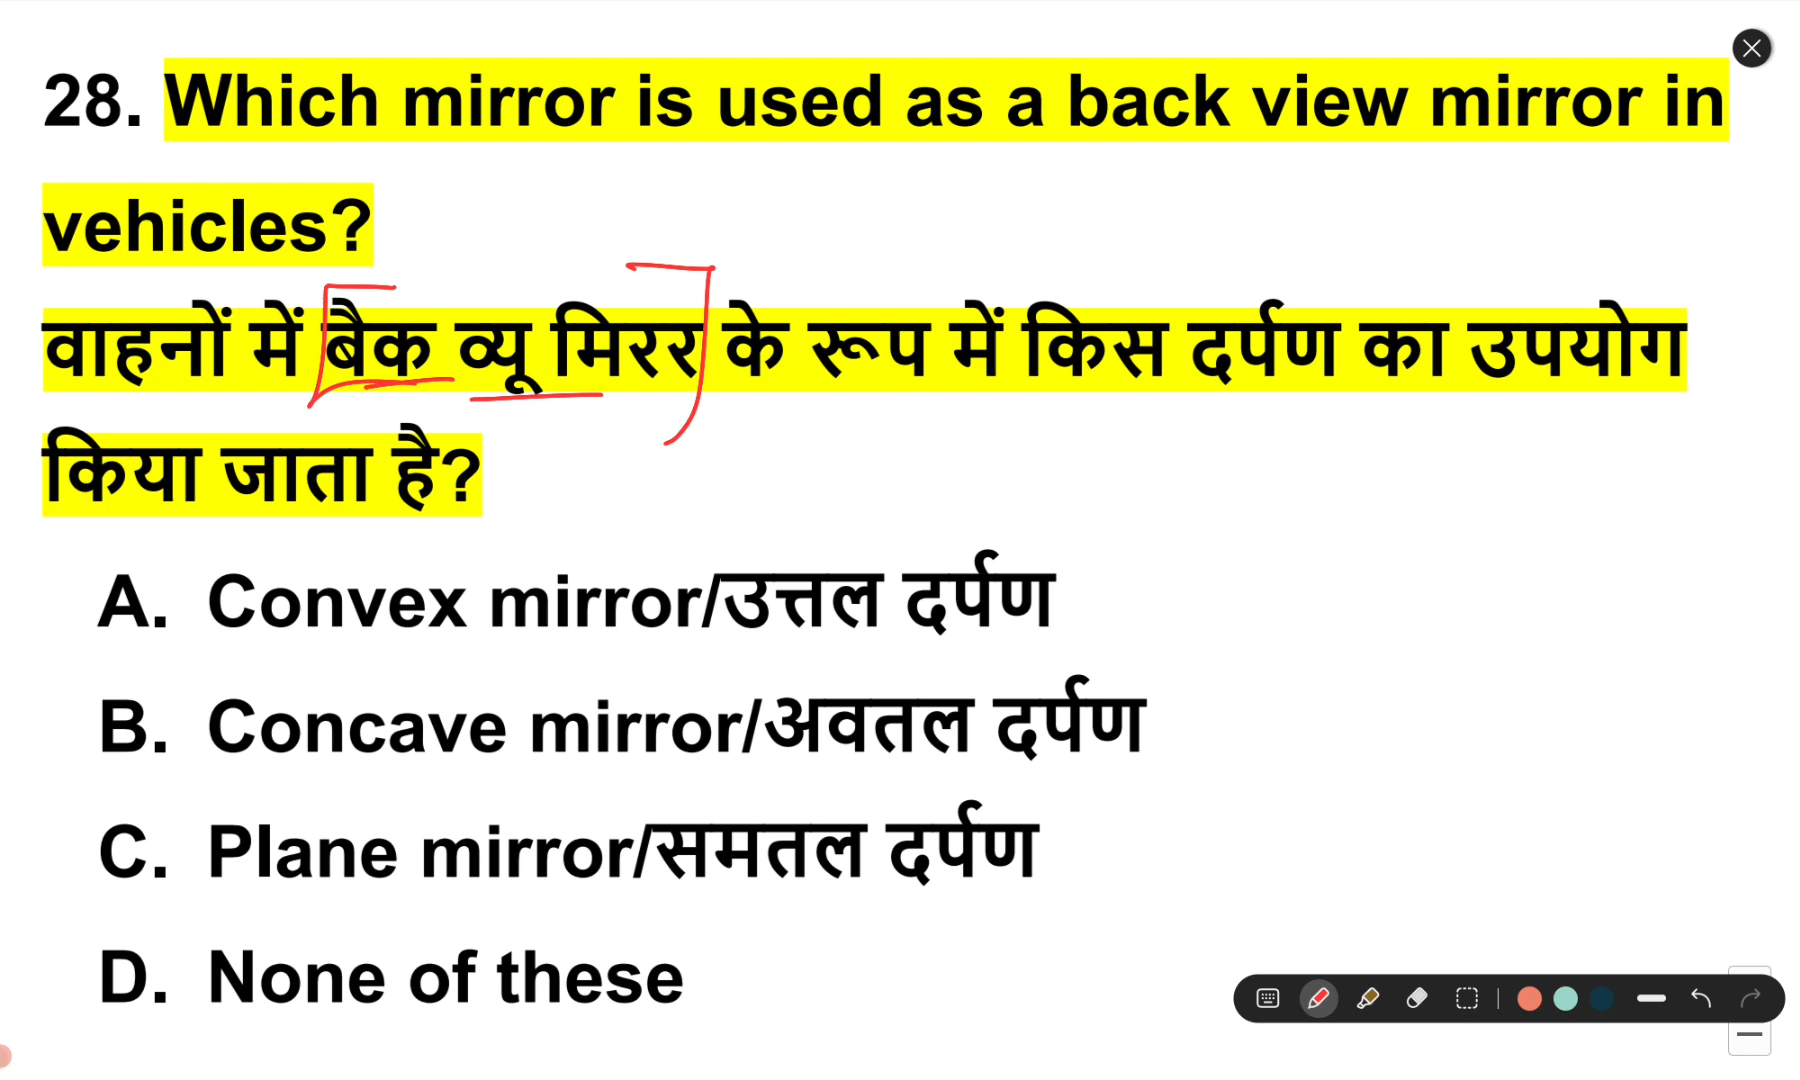 28. Which mirror is used as a back view mirror in
vehicles?
वाहनों में बैक व्यू मिरर के रूप में किस दर्पण का उपयोग
किया जाता है?
A. Convex mirror/उत्तल दर्पण
B. Concave mirror/अवतल दर्पण
C. Plane mirror/समतल दर्पण
D. None of these